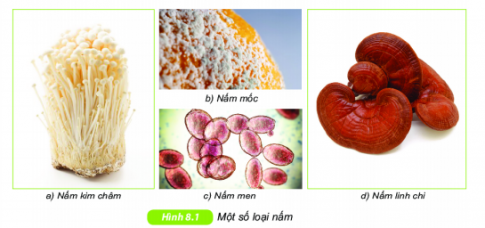 b) Nấm mốc
a) Nấm kim châm
c) Nấm men
d) Nấm linh chi
Hình 8.1 Một số loại nấm